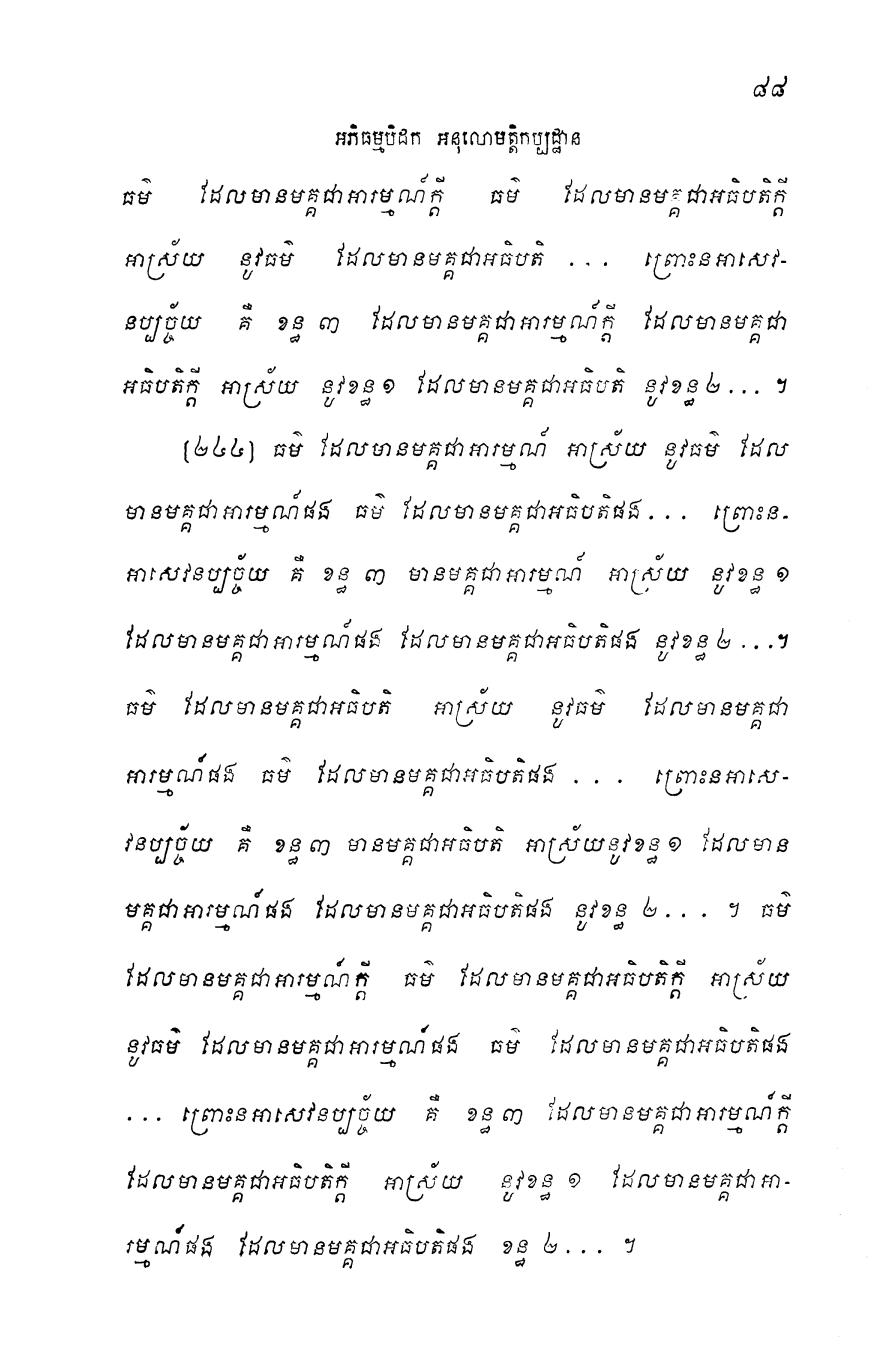 ៨៨
អភិធម្មបិដក អនុលោមត្តិកប្បដ្ឋាន
ធម៌ ដែលមានមគ្គជាអារម្មណ៍ក្តី ធម៌ ដែលមានមគ្គជាអធិបតិក្តី
អាស្រ័យ នូវធម៌ ដែលមានមគ្គជាអធិបតិ ... ព្រោះនអាសេវ-
នប្បច្ច័យ គឺ ខន្ធ ៣ ដែលមានមគ្គជាអារម្មណ៍ក្តី ដែលមានមគ្គជា
អធិបតិក្តី អាស្រ័យ នូវខន្ធ ១ ដែលមានមគ្គជាអធិបតិ នូវខន្ធ ២ ... ។
[២៤៤] ធម៌ ដែលមានមគ្គជាអារម្មណ៍ អាស្រ័យ នូវធម៌ ដែល
មានមគ្គជាអារម្មណ៍ផង ធម៌ ដែលមានមគ្គជាអធិបតិផង ... ព្រោះន-
អាសេវនប្បច្ច័យ គឺ ខន្ធ ៣ មានមគ្គជាអារម្មណ៍ អាស្រ័យ នូវខន្ធ ១
ដែលមានមគ្គជាអារម្មណ៍ផង ដែលមានមគ្គជាអធិបតិផង នូវខន្ធ ២ ...។
ធម៌ ដែលមានមគ្គជាអធិបតិ អាស្រ័យ នូវធម៌ ដែលមានមគ្គជា
អារម្មណ៍ផង ធម៌ ដែលមានមគ្គជាអធិបតិផង ... ព្រោះនអាសេ-
វនប្បច្ច័យ គឺ ខន្ធ ៣ មានមគ្គជាអធិបតិ អាស្រ័យនូវខន្ធ ១ ដែលមាន
មគ្គជាអារម្មណ៍ផង ដែលមានមគ្គជាអធិបតិផង នូវខន្ធ ២ ... ។ ធម៌
ដែលមានមគ្គជាអារម្មណ៍ក្តី ធម៌ ដែលមានមគ្គជាអធិបតិក្តី អាស្រ័យ
នូវធម៌ ដែលមានមគ្គជាអារម្មណ៍ផង ធម៌ ដែលមានមគ្គជាអធិបតិផង
... ព្រោះនអាសេវនប្បច្ច័យ គឺ ខន្ធ ៣ ដែលមានមគ្គជាអារម្មណ៍ក្តី
ដែលមានមគ្គជាអធិបតិក្តី អាស្រ័យ នូវខន្ធ ១ ដែលមានមគ្គជាអា-
រម្មណ៍ផង ដែលមានមគ្គជាអធិបតិផង ខន្ធ ២ ... ។